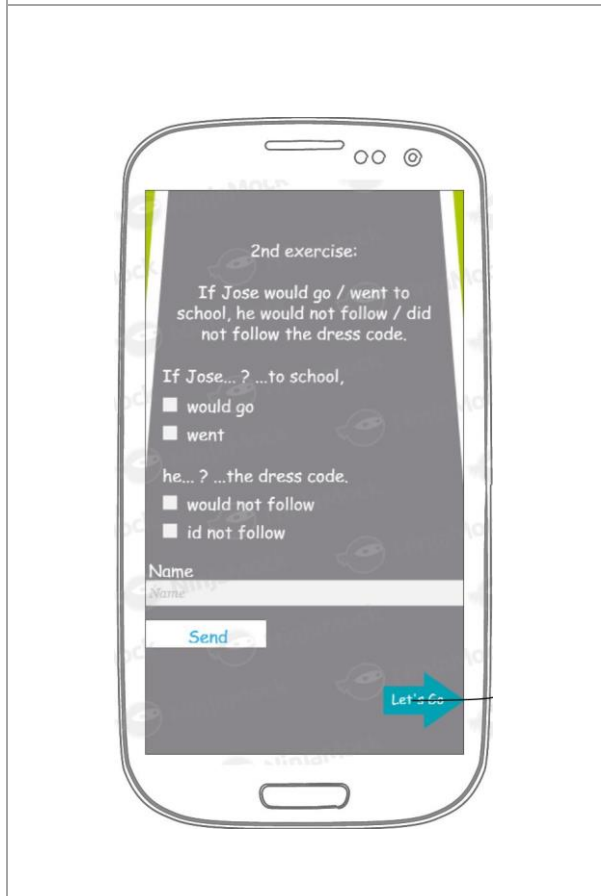 2nd exercise:
If Jose would go / went to
school, he would not follow / did
not follow the dress code.
If Jose... ? ...to school,
would go
went
he... ? ...the dress code.
would not follow
id not follow
Name
Name
Send
Let's Go